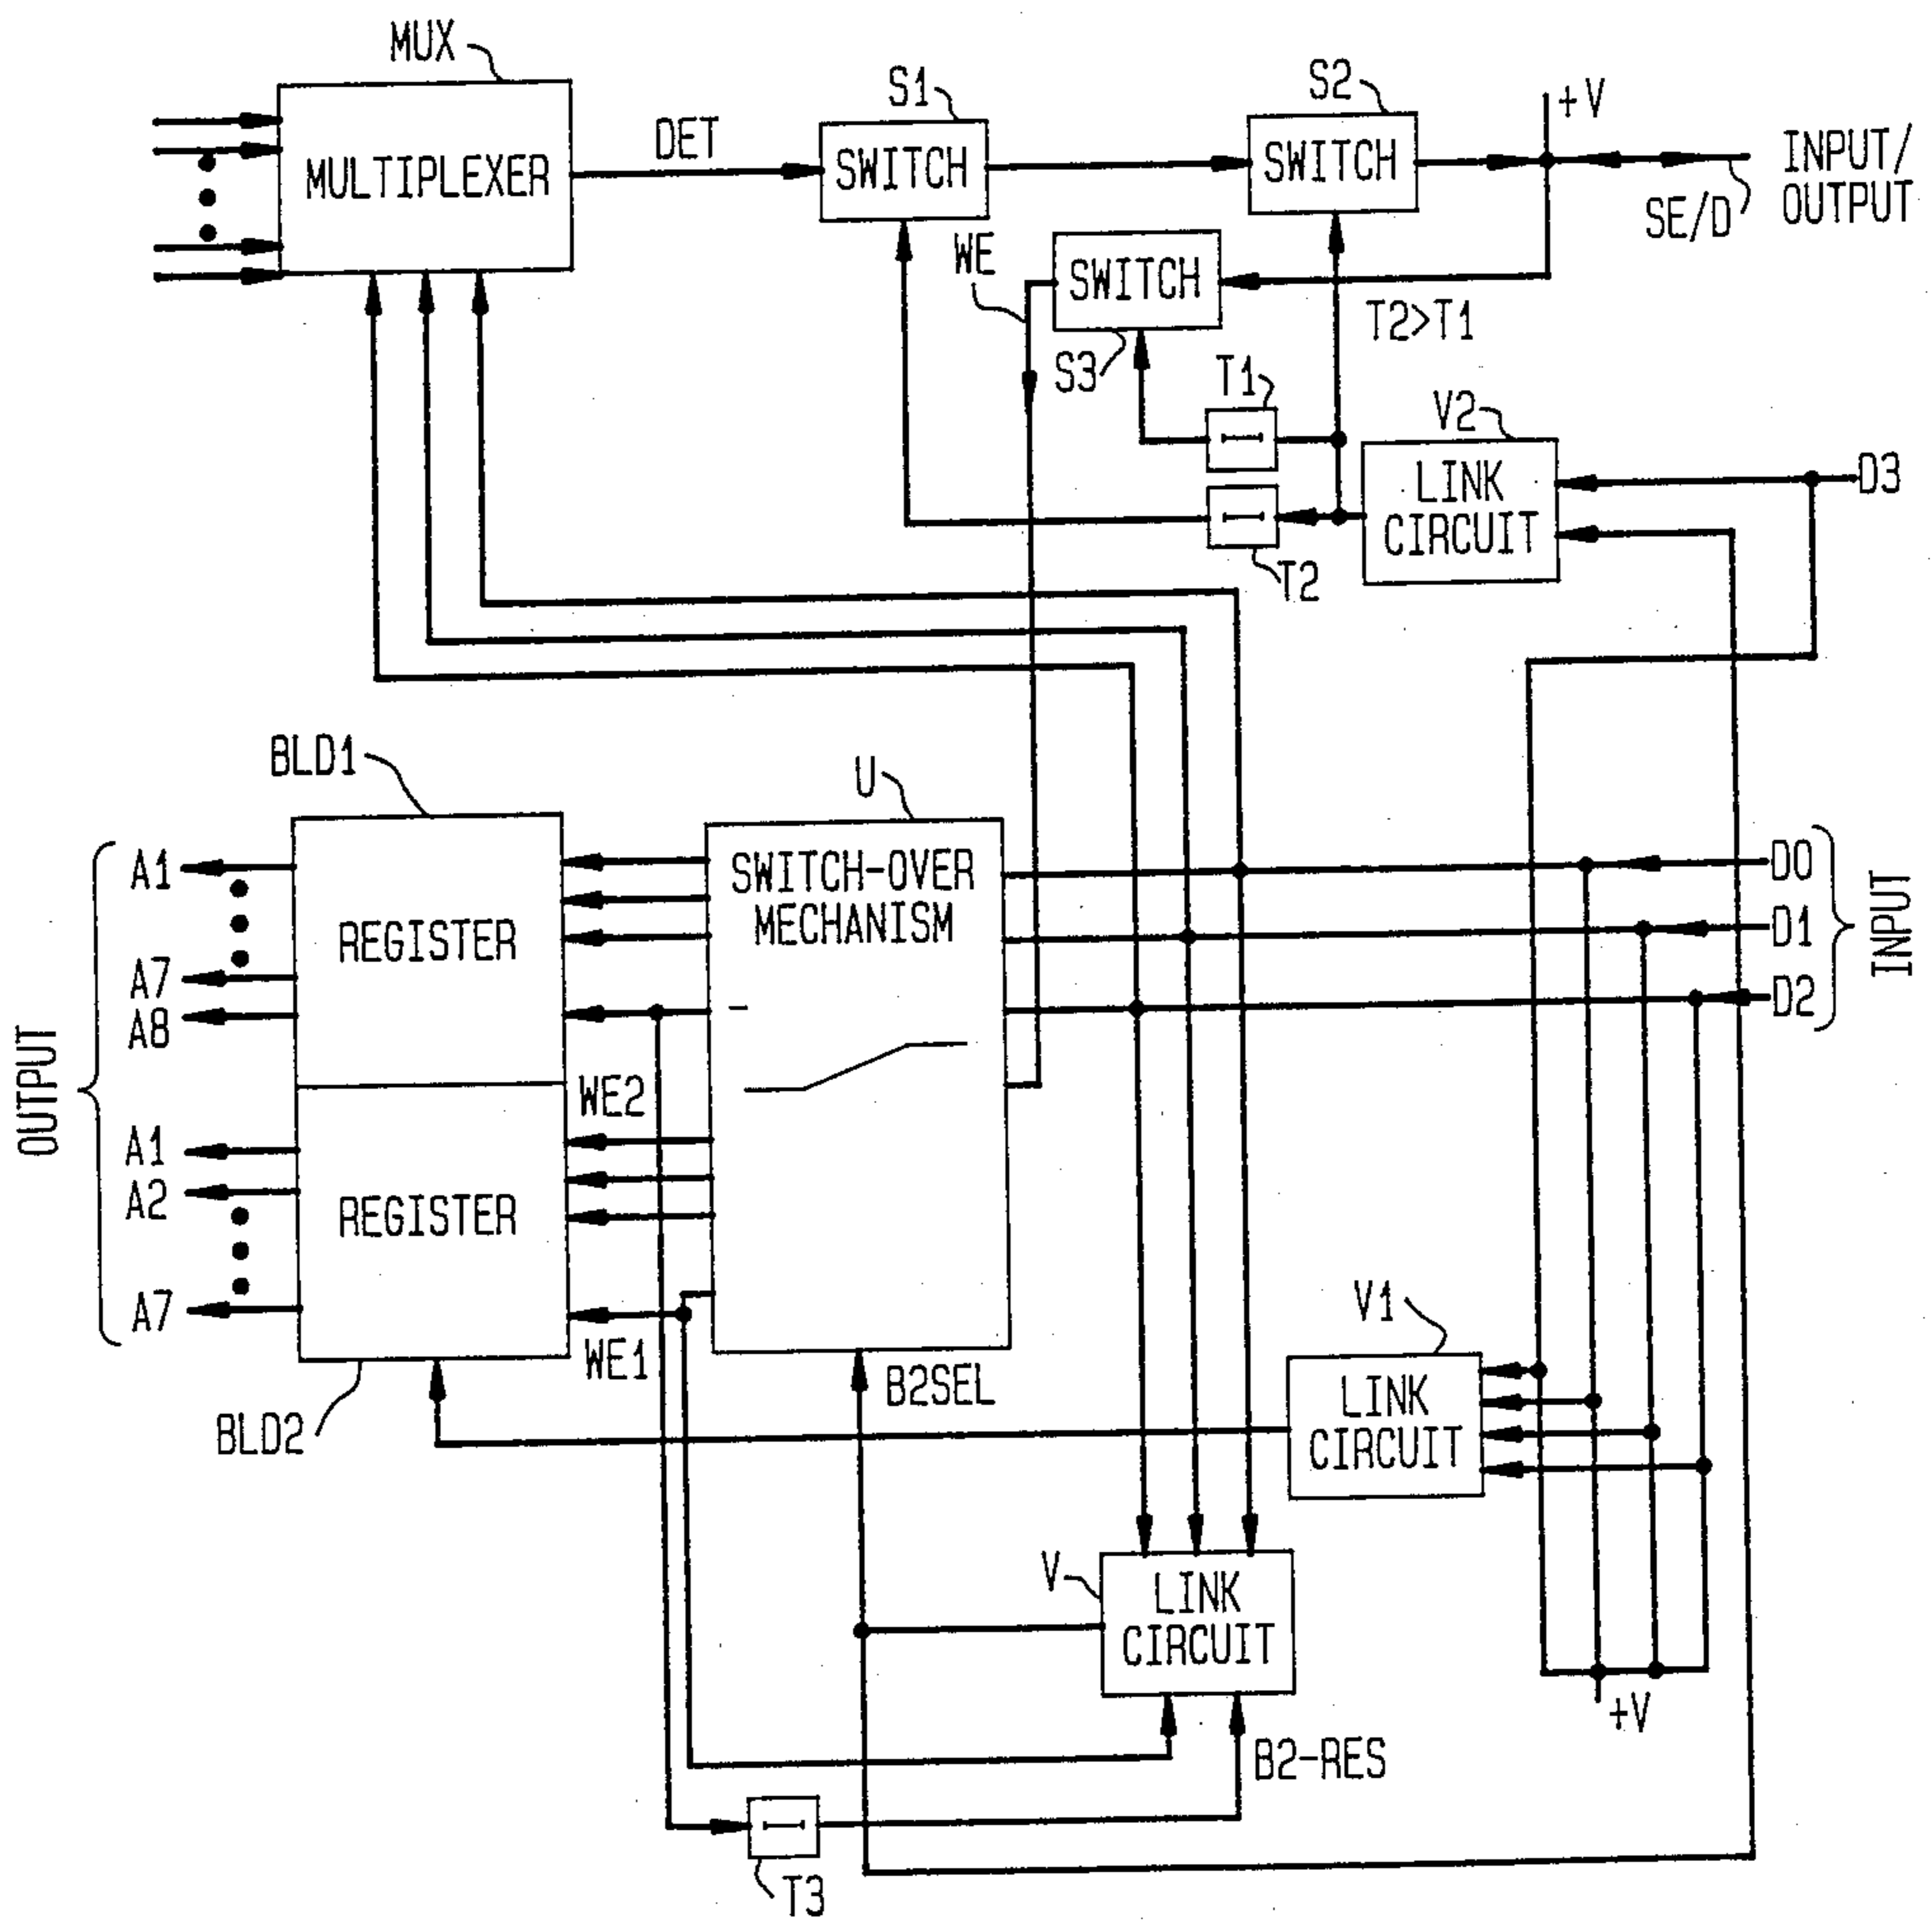 MUX
MULTIPLEXER
DET
S1
SWITCH
S2
SWITCH
+V
INPUT/
OUTPUT
SE/D
WE
SWITCH
S3
T2>T1
T1
V2
LINK
CIRCUIT
D3
T2
BLD1
U
OUTPUT
A1
A7
A8
REGISTER
SWITCH-OVER
MECHANISM
D0
D1
D2
INPUT
WE2
A1
A2
A7
REGISTER
WE1
BLD2
B2SEL
V1
LINK
CIRCUIT
V
LINK
CIRCUIT
+V
B2-RES
T3